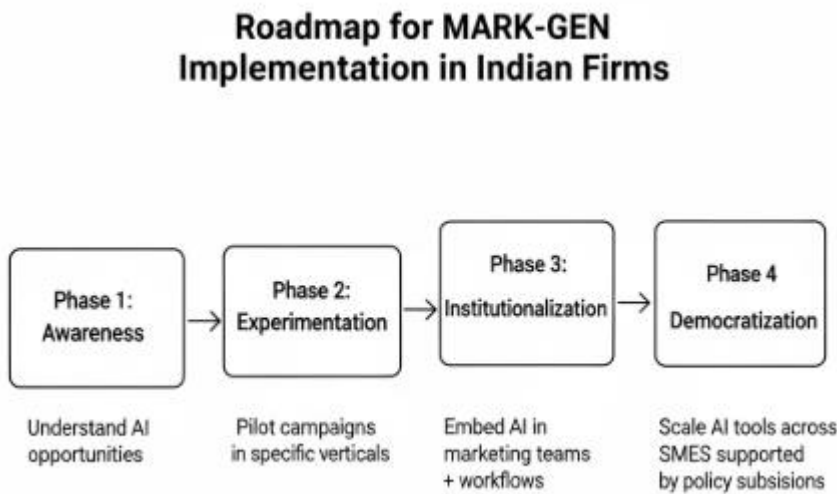 Roadmap for MARK-GEN
Implementation in Indian Firms
Phase 1:
Awareness
Phase 2:
Experimentation
Phase 3:
Institutionalization
Phase 4
Democratization
Understand AI
opportunities
Pilot campaigns
in specific verticals
Embed AI in
marketing teams
+ workflows
Scale AI tools across
SMES supported
by policy subsisions